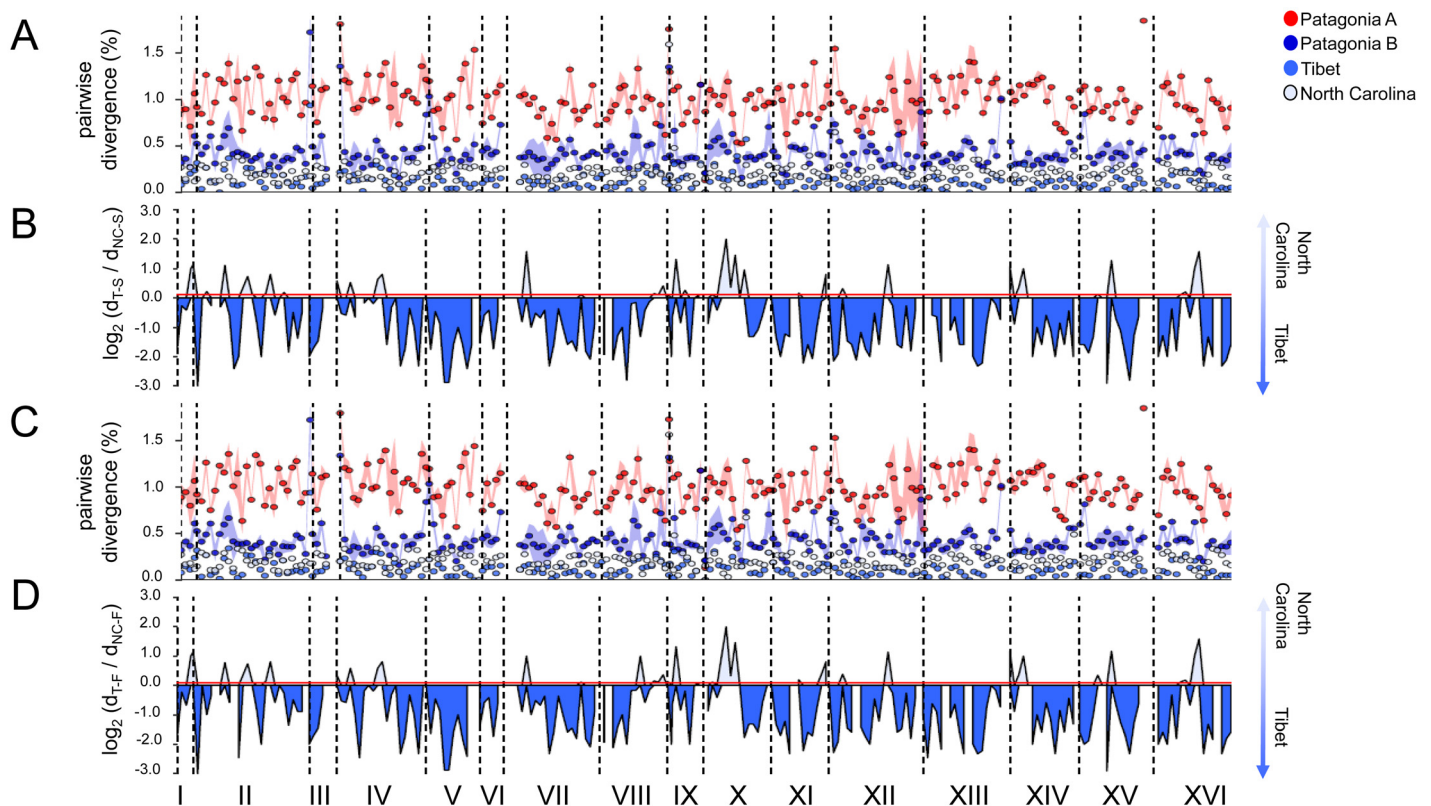 A
pairwise
divergence (%)
1.5
1.0
0.5
0.0
Patagonia A
Patagonia B
Tibet
North Carolina
B
log2 (dT-S / dNC-S)
3.0
2.0
1.0
0.0
-1.0
-2.0
-3.0
North
Carolina
Tibet
C
pairwise
divergence (%)
1.5
1.0
0.5
0.0
D
log2 (dT-F / dNC-F)
3.0
2.0
1.0
0.0
-1.0
-2.0
-3.0
North
Carolina
Tibet
I II III IV V VI VII VIII IX X XI XII XIII XIV XV XVI